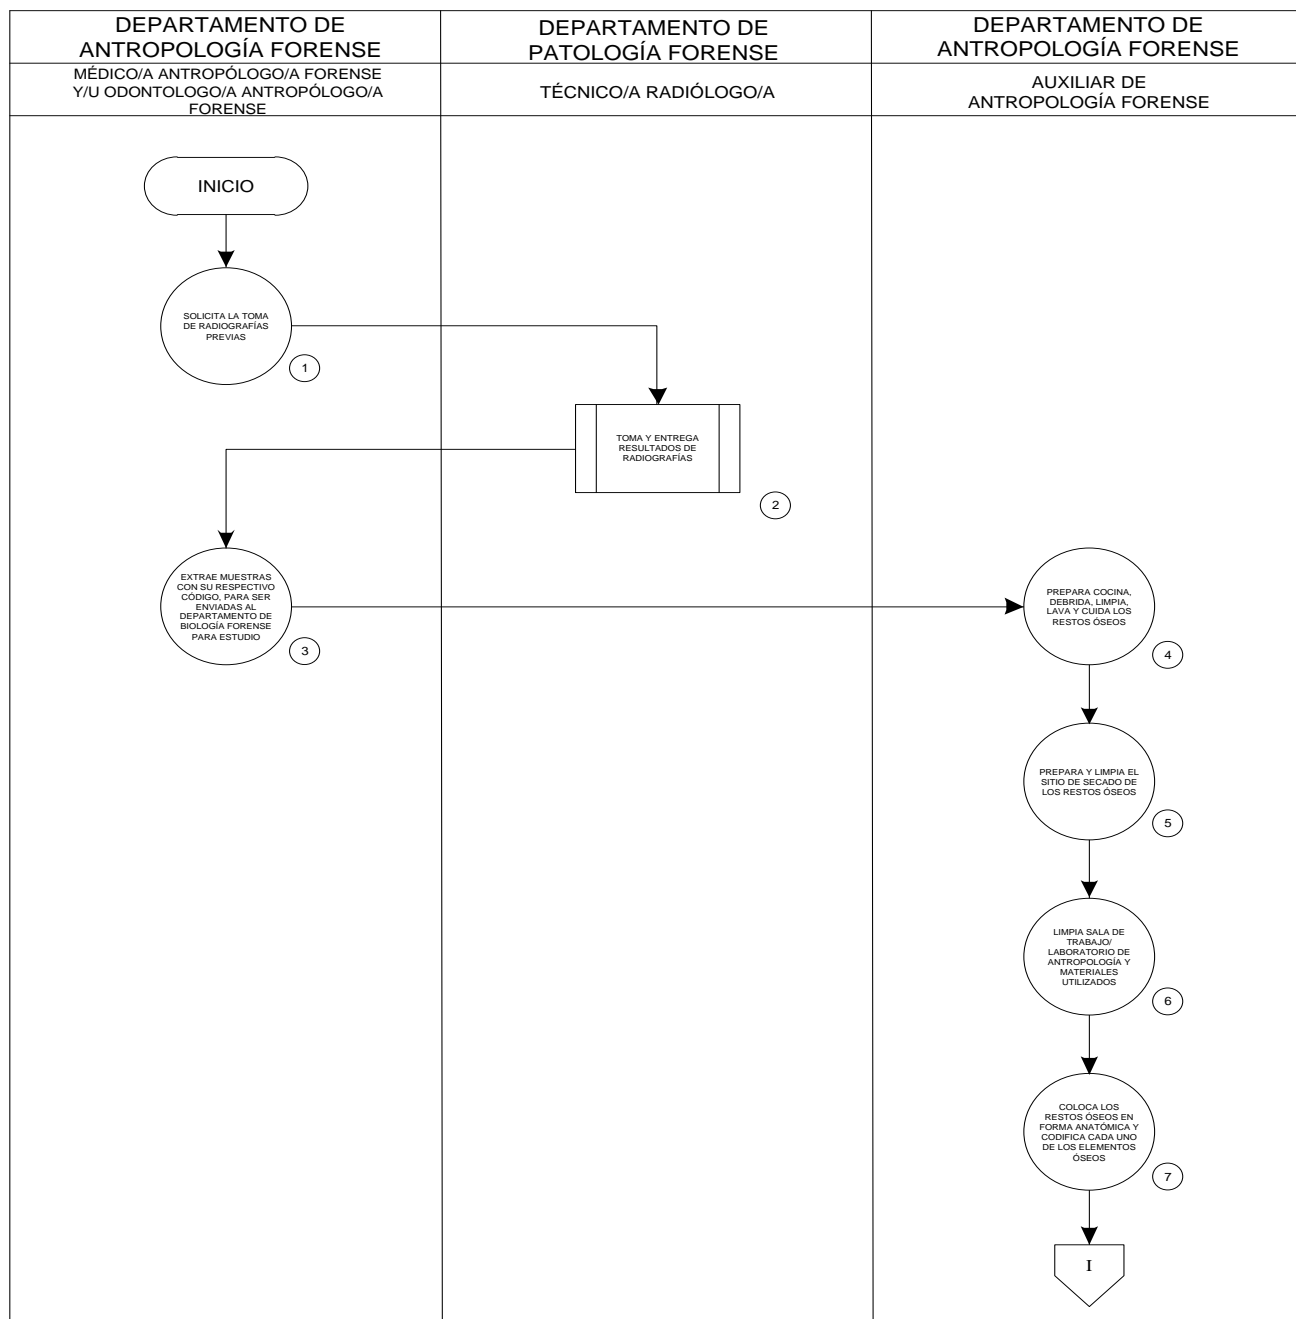 DEPARTAMENTO DE
ANTROPOLOGÍA FORENSE
DEPARTAMENTO DE
PATOLOGÍA FORENSE
DEPARTAMENTO DE
ANTROPOLOGÍA FORENSE
MÉDICO/A ANTROPÓLOGO/A FORENSE
Y/U ODONTOLOGO/A ANTROPÓLOGO/A
FORENSE
TÉCNICO/A RADIÓLOGO/A
AUXILIAR DE
ANTROPOLOGÍA FORENSE
INICIO
SOLICITA LA TOMA
DE RADIOGRAFÍAS
PREVIAS
1
TOMA Y ENTREGA
RESULTADOS DE
RADIOGRAFÍAS
2
EXTRAE MUESTRAS
CON SU RESPECTIVO
CÓDIGO, PARA SER
ENVIADAS AL
DEPARTAMENTO DE
BIOLOGÍA FORENSE
PARA ESTUDIO
3
PREPARA COCINA,
DEBRIDA, LIMPIA,
LAVA Y CUIDA LOS
RESTOS ÓSEOS
4
PREPARA Y LIMPIA EL
SITIO DE SECADO DE
LOS RESTOS ÓSEOS
5
LIMPIA SALA DE
TRABAJO/
LABORATORIO DE
ANTROPOLOGÍA Y
MATERIALES
UTILIZADOS
6
COLOCA LOS
RESTOS ÓSEOS EN
FORMA ANATÓMICA Y
CODIFICA CADA UNO
DE LOS ELEMENTOS
ÓSEOS
7
I